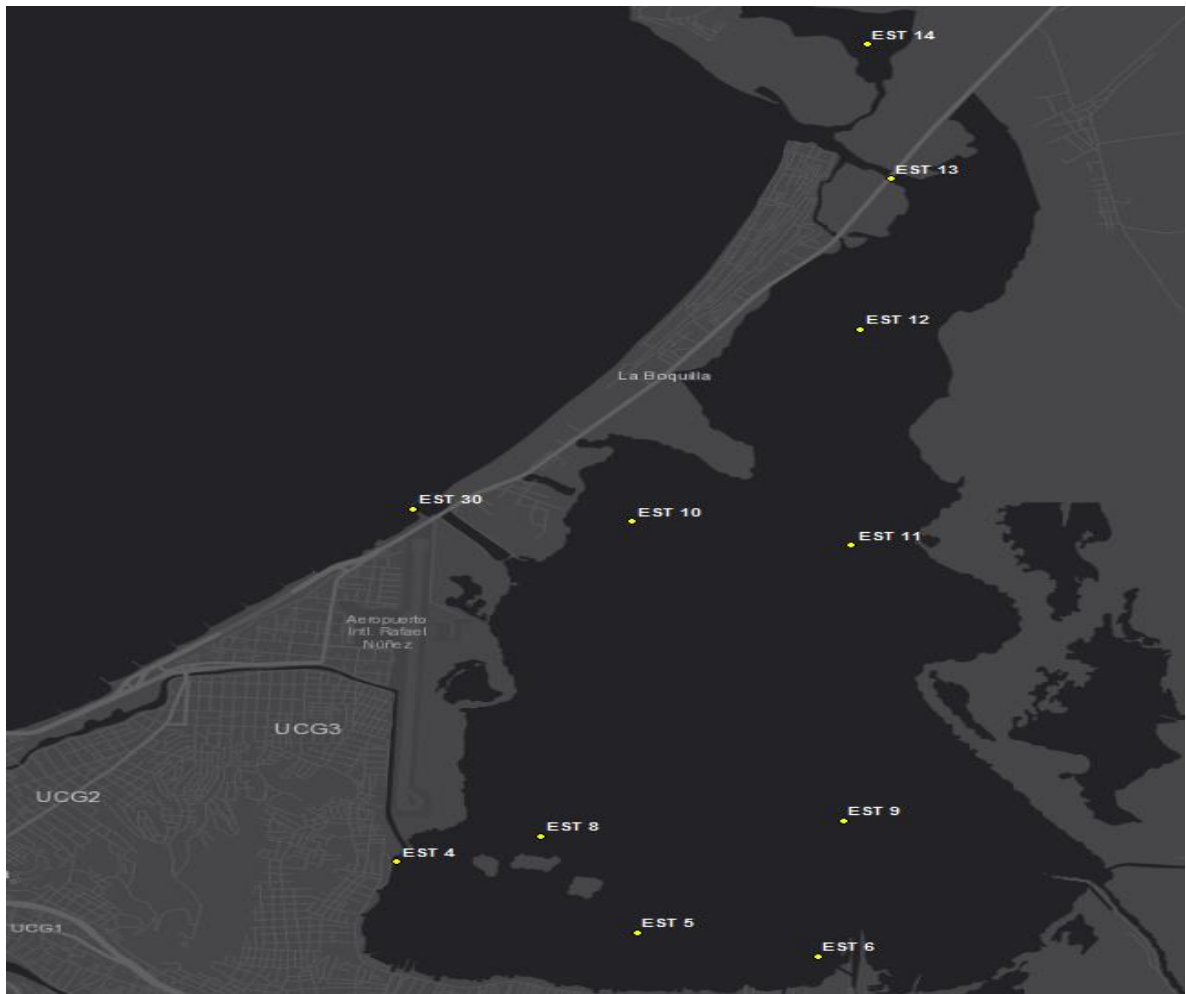 EST 14
EST 13
EST 12
La Boquilla
EST 30
EST 10
EST 11
Aeropuerto
Intl. Rafael
Núñez
UCG3
UCG2
EST 9
EST 8
EST 4
EST 5
UCG1
EST 6